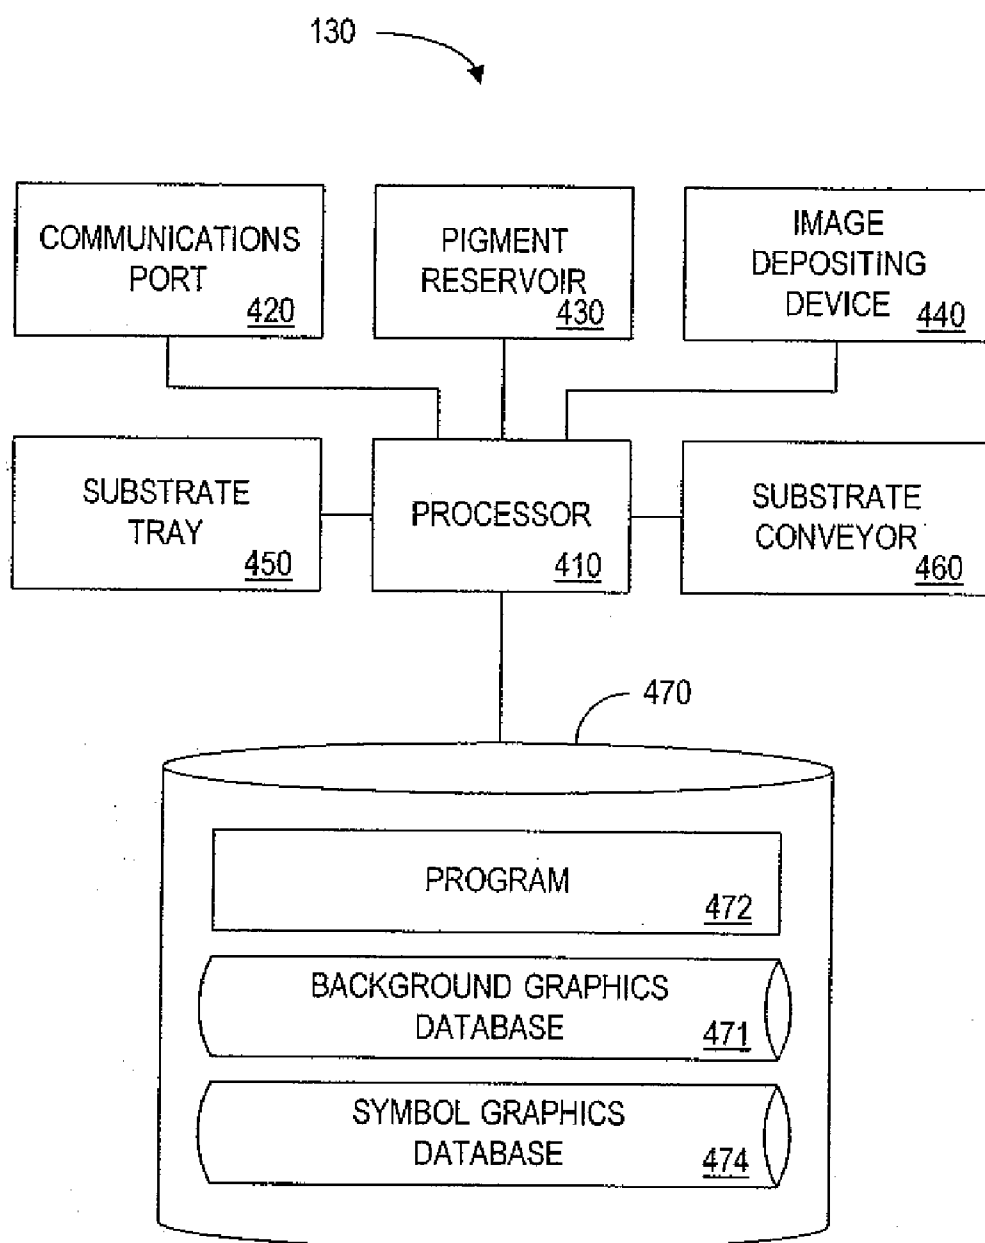 130
COMMUNICATIONS
PORT
420
PIGMENT
RESERVOIR
430
IMAGE
DEPOSITING
DEVICE
440
SUBSTRATE
TRAY
450
PROCESSOR
410
SUBSTRATE
CONVEYOR
460
470
PROGRAM
472
BACKGROUND GRAPHICS
DATABASE
471
SYMBOL GRAPHICS
DATABASE
474